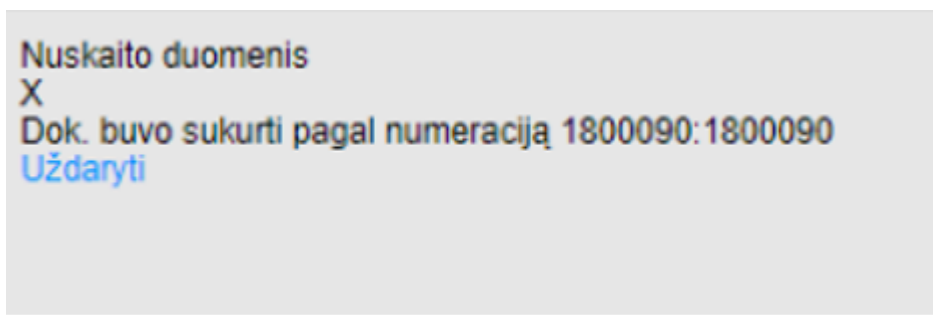 Nuskaito duomenis
X
Dok. buvo sukurti pagal numeraciją 1800090:1800090
Uždaryti